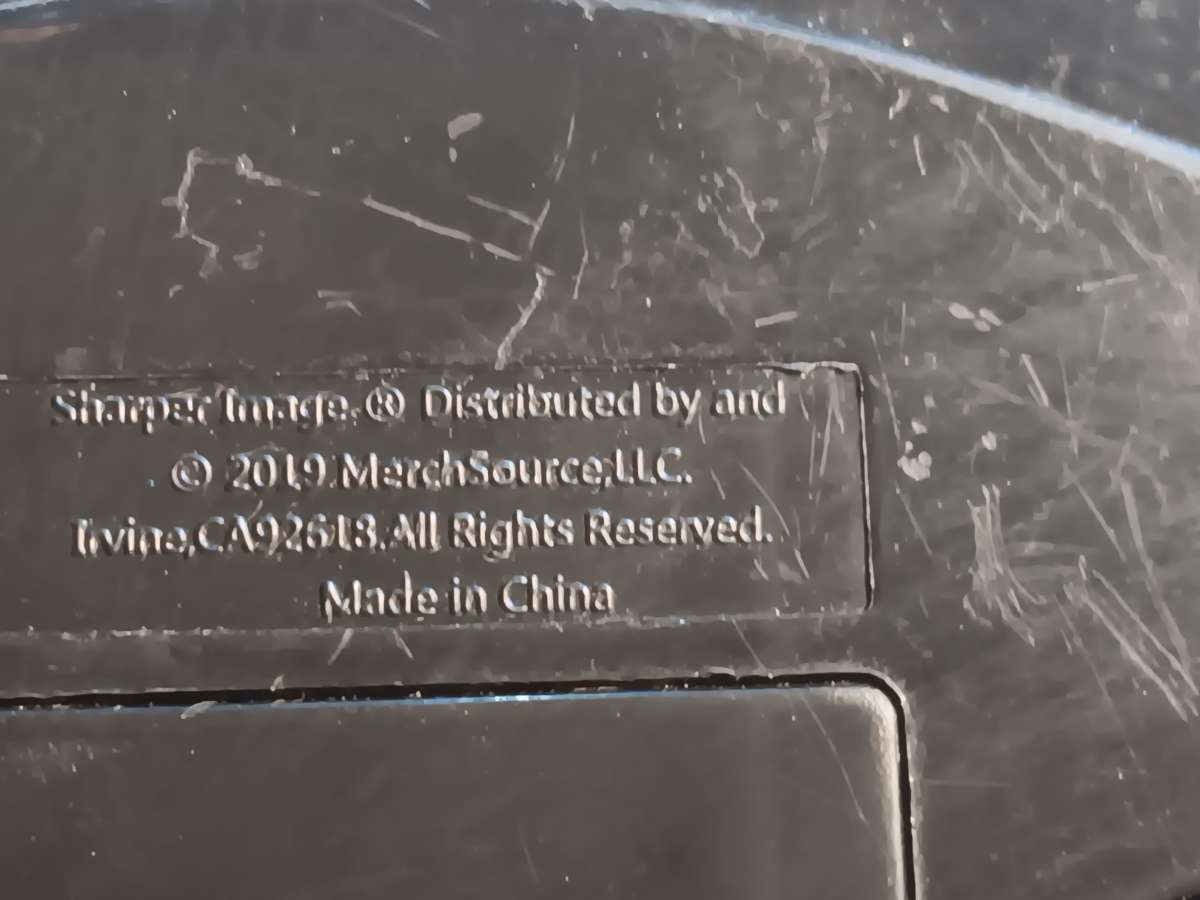 Sharper Image.® Distributed by and
© 2019.MerchSource,LLC.
Irvine,CA92618.All Rights Reserved.
Made in China